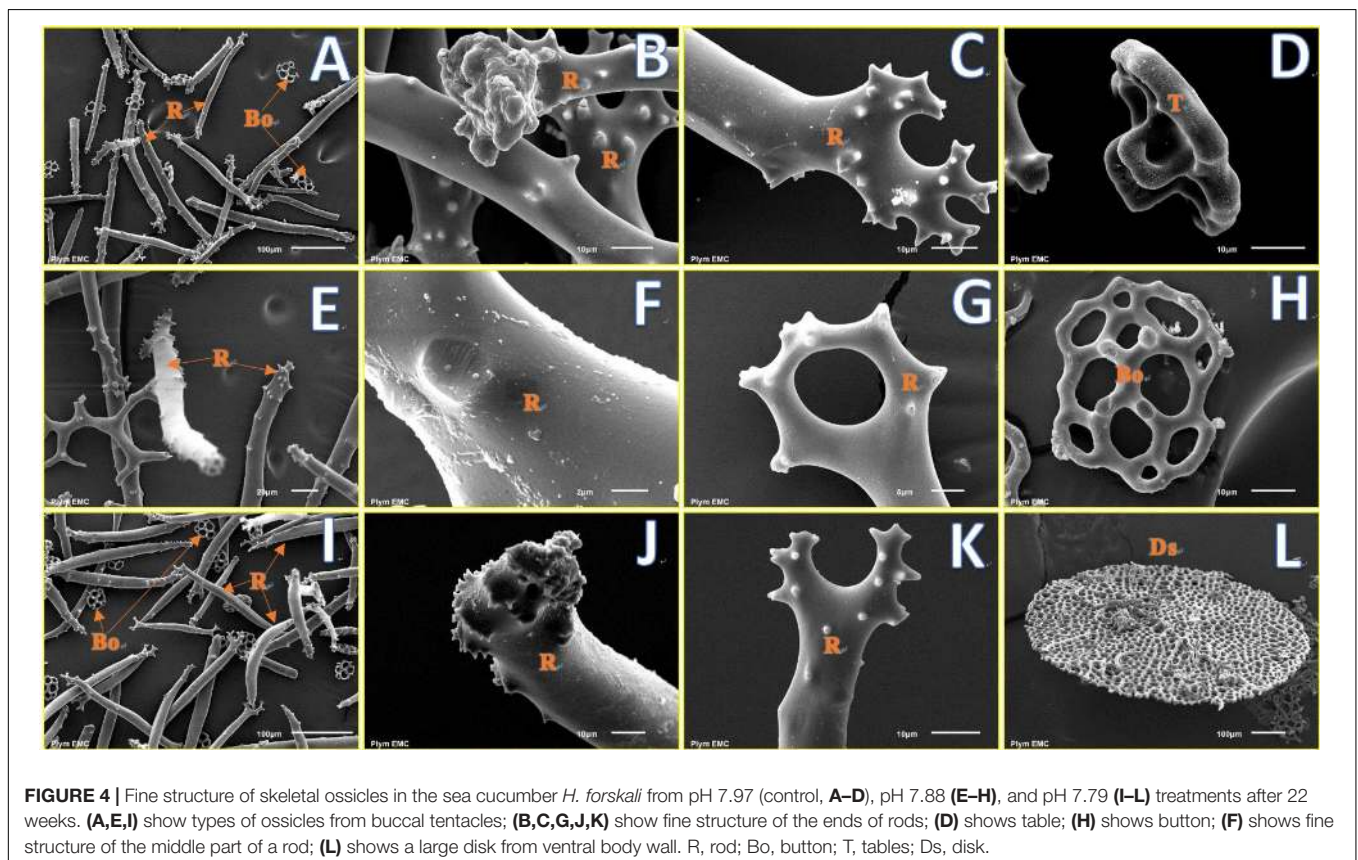 A
R
Bo
100µm
Plym EMC
B
R
R
10µm
Plym EMC
C
R
10µm
Plym EMC
D
T
10µm
Plym EMC
E
R
20µm
Plym EMC
F
R
2µm
Plym EMC
G
R
5µm
Plym EMC
H
Bo
10µm
Plym EMC
I
R
Bo
100µm
Plym EMC
J
R
10µm
Plym EMC
K
R
10µm
Plym EMC
L
Ds
100µm
Plym EMC
FIGURE 4 | Fine structure of skeletal ossicles in the sea cucumber H. forskali from pH 7.97 (control, A–D), pH 7.88 (E–H), and pH 7.79 (I–L) treatments after 22
weeks. (A,E,I) show types of ossicles from buccal tentacles; (B,C,G,J,K) show fine structure of the ends of rods; (D) shows table; (H) shows button; (F) shows fine
structure of the middle part of a rod; (L) shows a large disk from ventral body wall. R, rod; Bo, button; T, tables; Ds, disk.